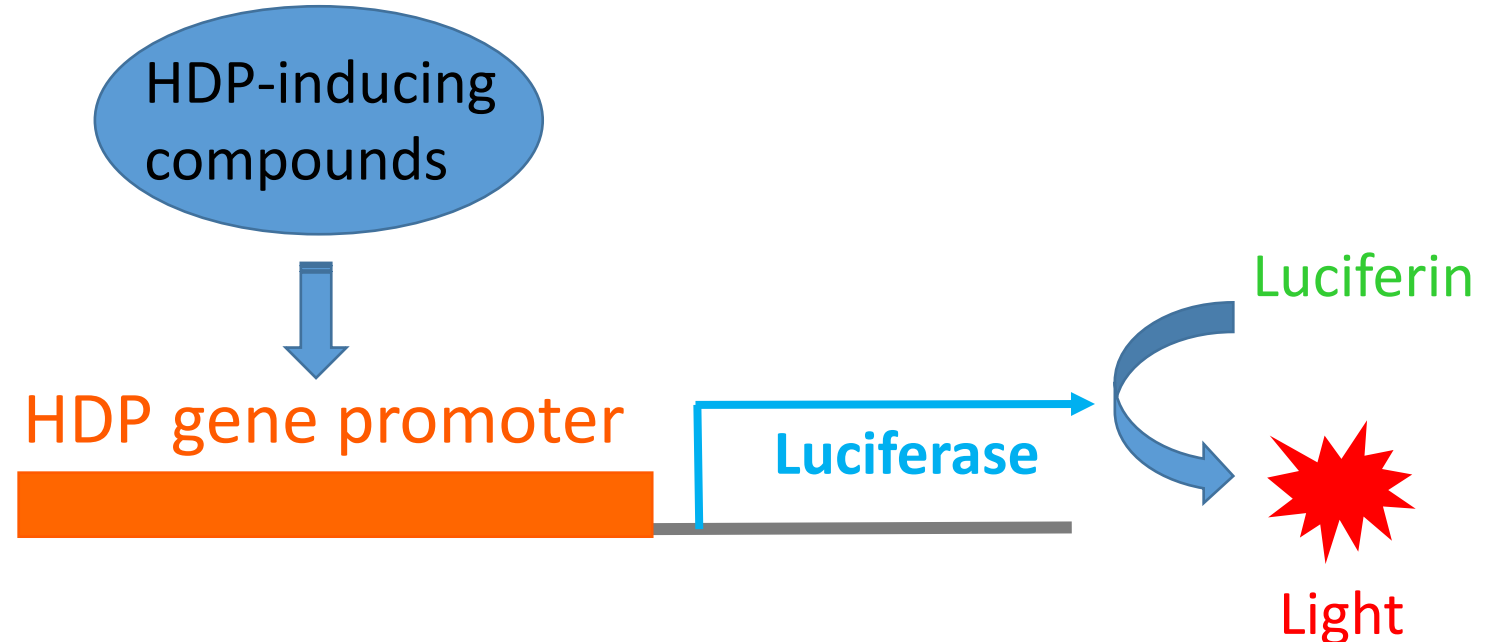 HDP-inducing
compounds
Luciferin
HDP gene promoter
Luciferase
Light